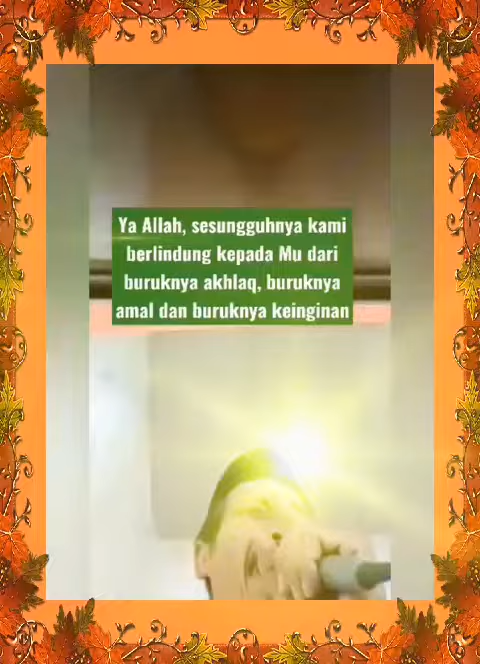 Ya Allah, sesungguhnya kami
berlindung kepada Mu dari
buruknya akhlaq, buruknya
amal dan buruknya keinginan